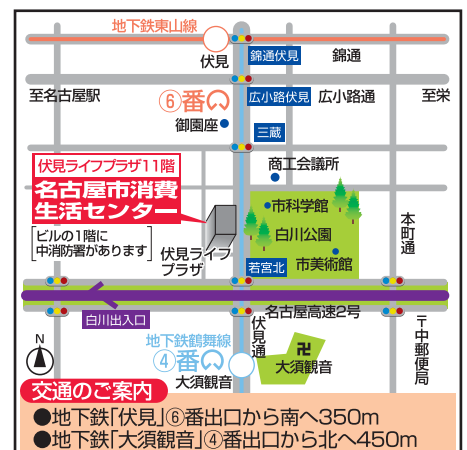 地下鉄東山線
伏見
錦通伏見
錦通
至名古屋駅
⑥番
広小路伏見
広小路通
至栄
御園座
三蔵
伏見ライフプラザ11階
名古屋市消費
生活センター
ビルの1階に
中消防署があります
商工会議所
市科学館
白川公園
市美術館
本町通
伏見ライフ
プラザ
若宮北
白川出入口
名古屋高速2号
N
地下鉄鶴舞線
④番
大須観音
伏見通
卍
大須観音
〒中郵便局
交通のご案内
●地下鉄「伏見」⑥番出口から南へ350m
●地下鉄「大須観音」④番出口から北へ450m